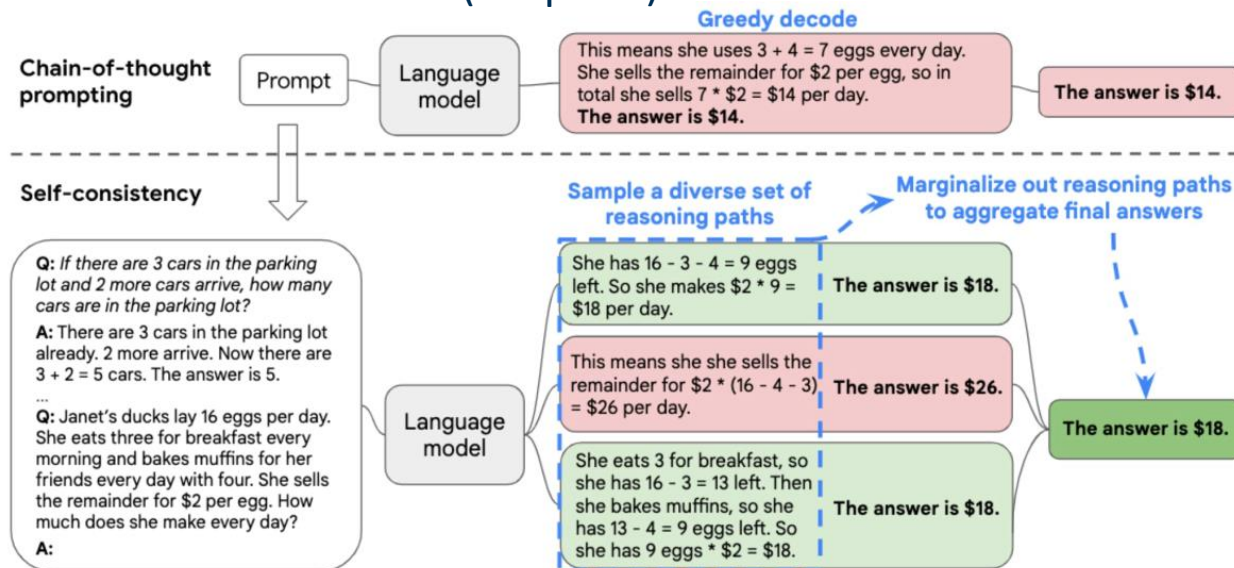 Greedy decode
Chain-of-thought
prompting
Prompt
Language
model
This means she uses 3 + 4 = 7 eggs every day.
She sells the remainder for $2 per egg, so in
total she sells 7 * $2 = $14 per day.
The answer is $14.
The answer is $14.
Self-consistency
Sample a diverse set of
reasoning paths
Marginalize out reasoning paths
to aggregate final answers
Q: If there are 3 cars in the parking
lot and 2 more cars arrive, how many
cars are in the parking lot?
A: There are 3 cars in the parking lot
already. 2 more arrive. Now there are
3 + 2 = 5 cars. The answer is 5.
...
Q: Janet's ducks lay 16 eggs per day.
She eats three for breakfast every
morning and bakes muffins for her
friends every day with four. She sells
the remainder for $2 per egg. How
much does she make every day?
A:
Language
model
She has 16 - 3 - 4 = 9 eggs
left. So she makes $2 * 9 =
$18 per day.
The answer is $18.
This means she she sells the
remainder for $2 * (16 - 4 - 3)
= $26 per day.
The answer is $26.
She eats 3 for breakfast, so
she has 16 - 3 = 13 left. Then
she bakes muffins, so she
has 13 - 4 = 9 eggs left. So
she has 9 eggs * $2 = $18.
The answer is $18.
The answer is $18.